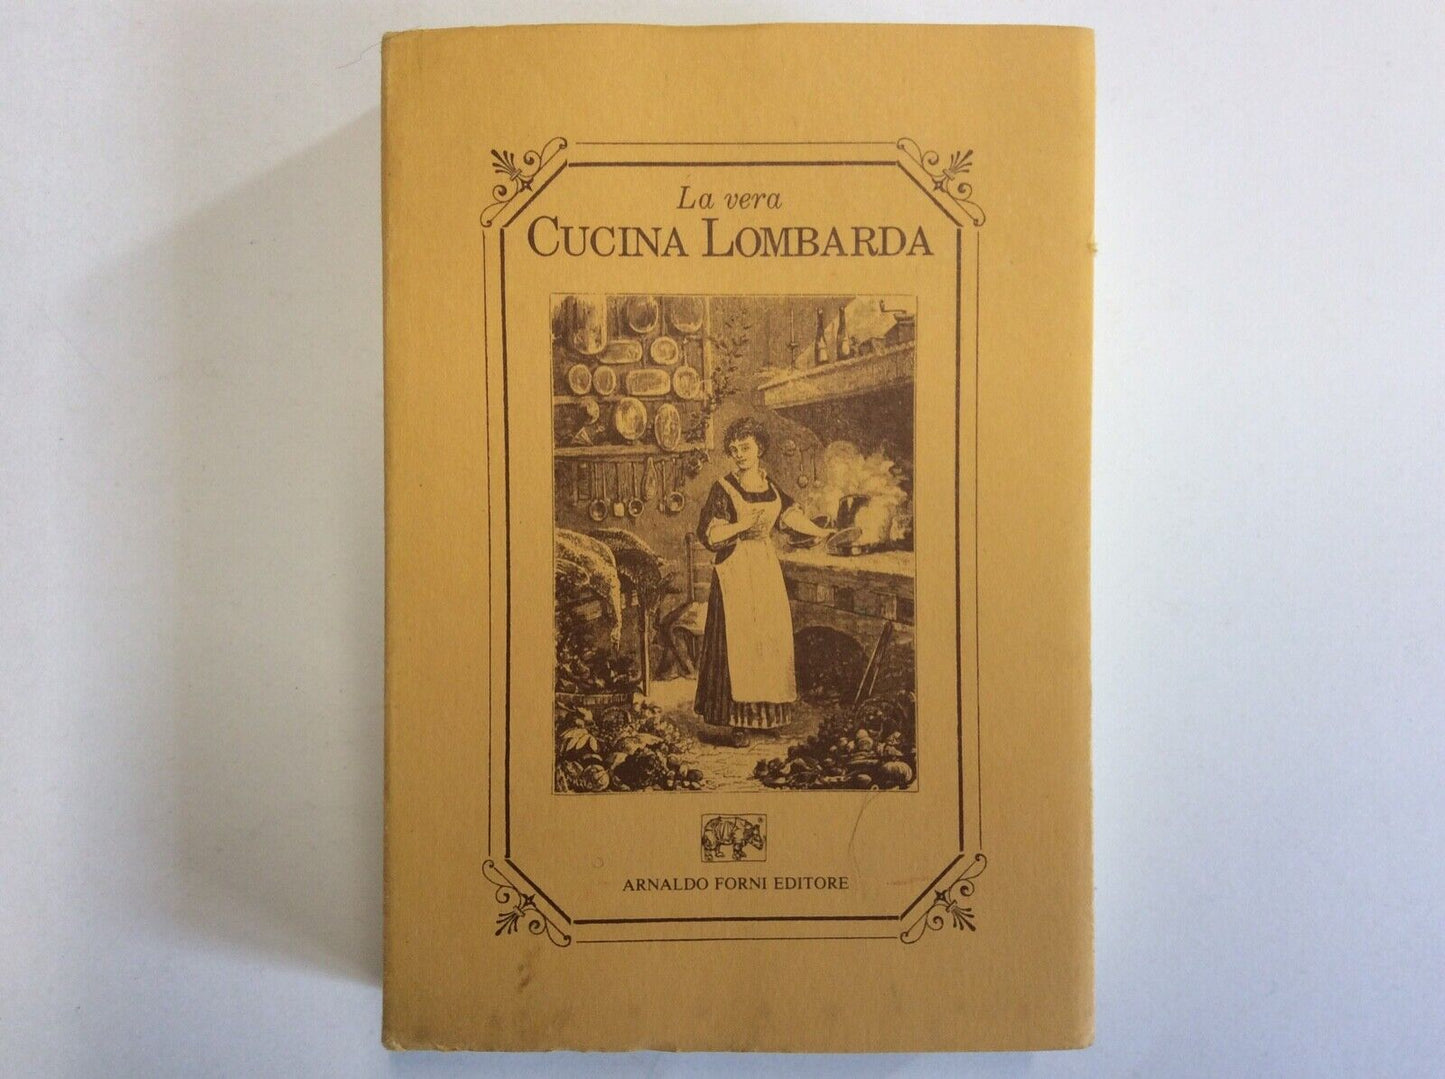 La vera
CUCINA LOMBARDA
ARNALDO FORNI EDITORE